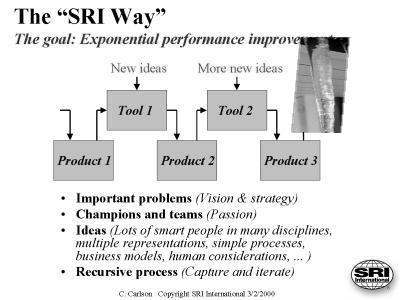 The “SRI Way”
The goal: Exponential performance improve
New ideas
More new ideas
Tool 1
Tool 2
Product 1
Product 2
Product 3
• Important problems (Vision & strategy)
• Champions and teams (Passion)
• Ideas (Lots of smart people in many disciplines,
multiple representations, simple processes,
business models, human considerations, ... )
• Recursive process (Capture and iterate)
SRI
International
C. Carlson Copyright SRI International 3/2/2000